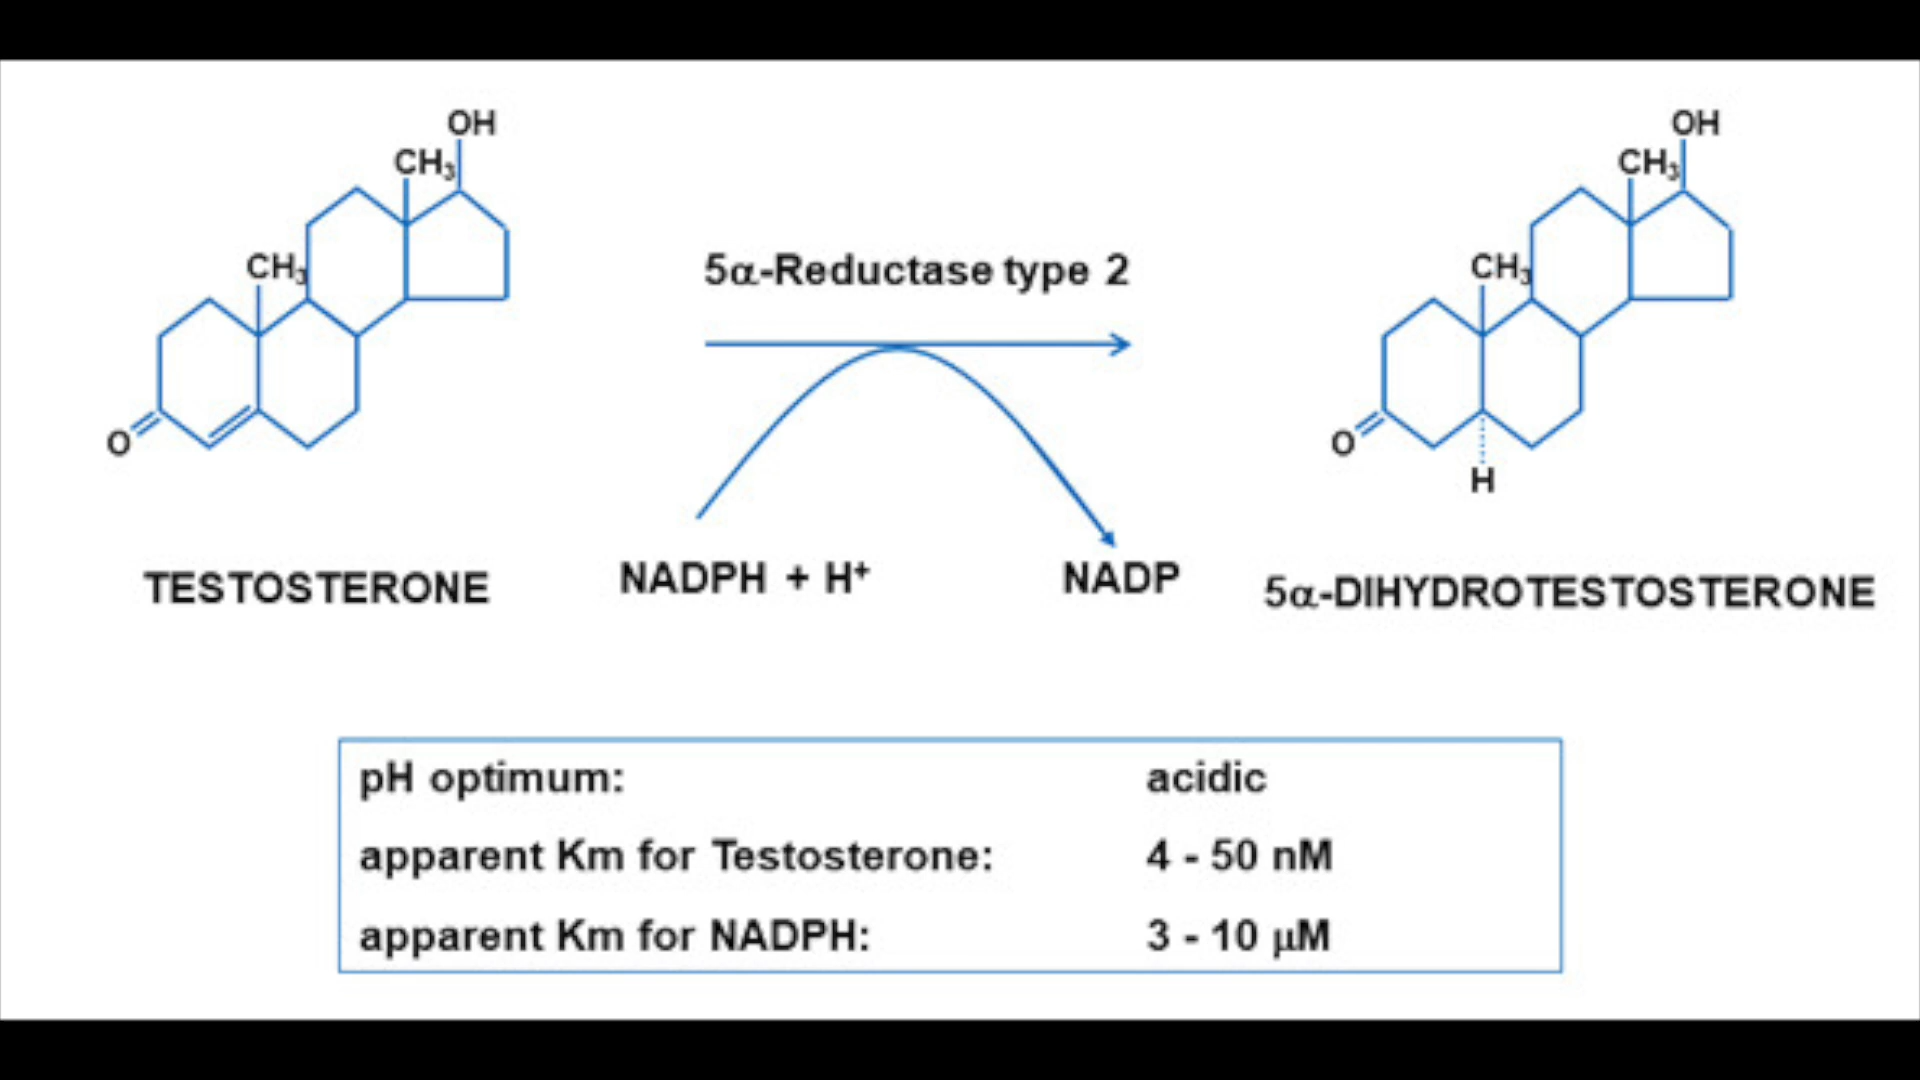 OH
CH₃
CH₃
O
TESTOSTERONE
5α-Reductase type 2
NADPH + H⁺
NADP
OH
CH₃
CH₃
O
H
5α-DIHYDROTESTOSTERONE
pH optimum: acidic
apparent Km for Testosterone: 4 - 50 nM
apparent Km for NADPH: 3 - 10 µM